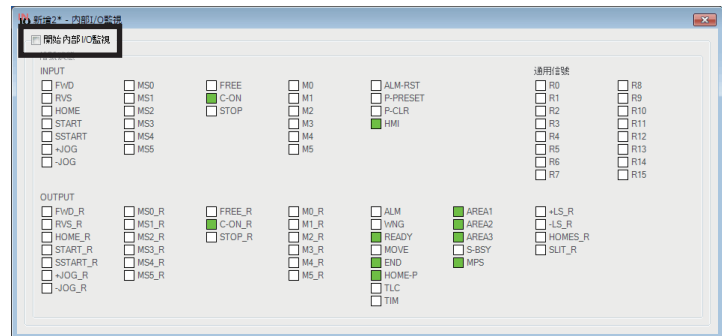 新增2* - 內部I/O監視
開始內部I/O監視
INPUT
FWD
RVS
HOME
START
SSTART
+JOG
-JOG
MS0
MS1
MS2
MS3
MS4
MS5
FREE
C-ON
STOP
M0
M1
M2
M3
M4
M5
ALM-RST
P-PRESET
P-CLR
HMI
通用信號
R0
R1
R2
R3
R4
R5
R6
R7
R8
R9
R10
R11
R12
R13
R14
R15
OUTPUT
FWD_R
RVS_R
HOME_R
START_R
SSTART_R
+JOG_R
-JOG_R
MS0_R
MS1_R
MS2_R
MS3_R
MS4_R
MS5_R
FREE_R
C-ON_R
STOP_R
M0_R
M1_R
M2_R
M3_R
M4_R
M5_R
ALM
WNG
READY
MOVE
END
HOME-P
TLC
TIM
AREA1
AREA2
AREA3
S-BSY
MPS
+LS_R
-LS_R
HOMES_R
SLIT_R